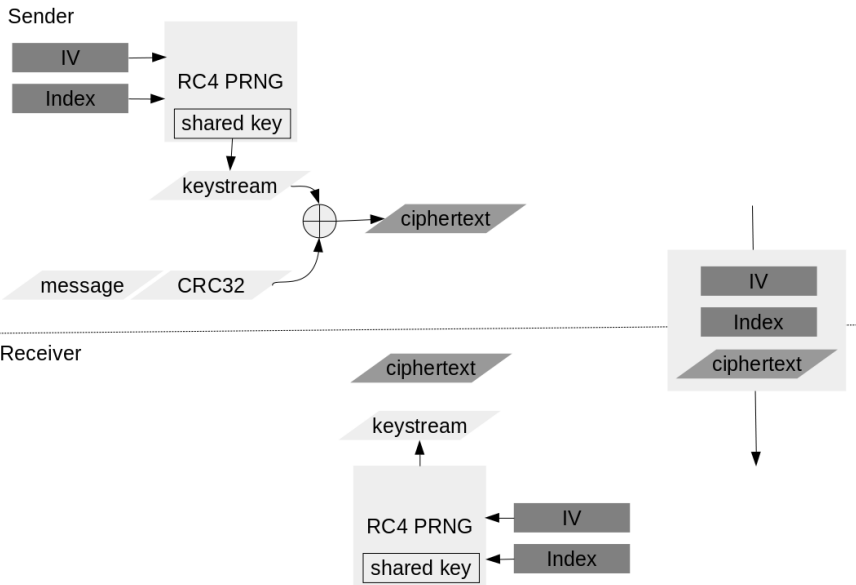 Sender
IV
Index
RC4 PRNG
shared key
keystream
ciphertext
message
CRC32
IV
Index
ciphertext
Receiver
ciphertext
keystream
RC4 PRNG
shared key
IV
Index